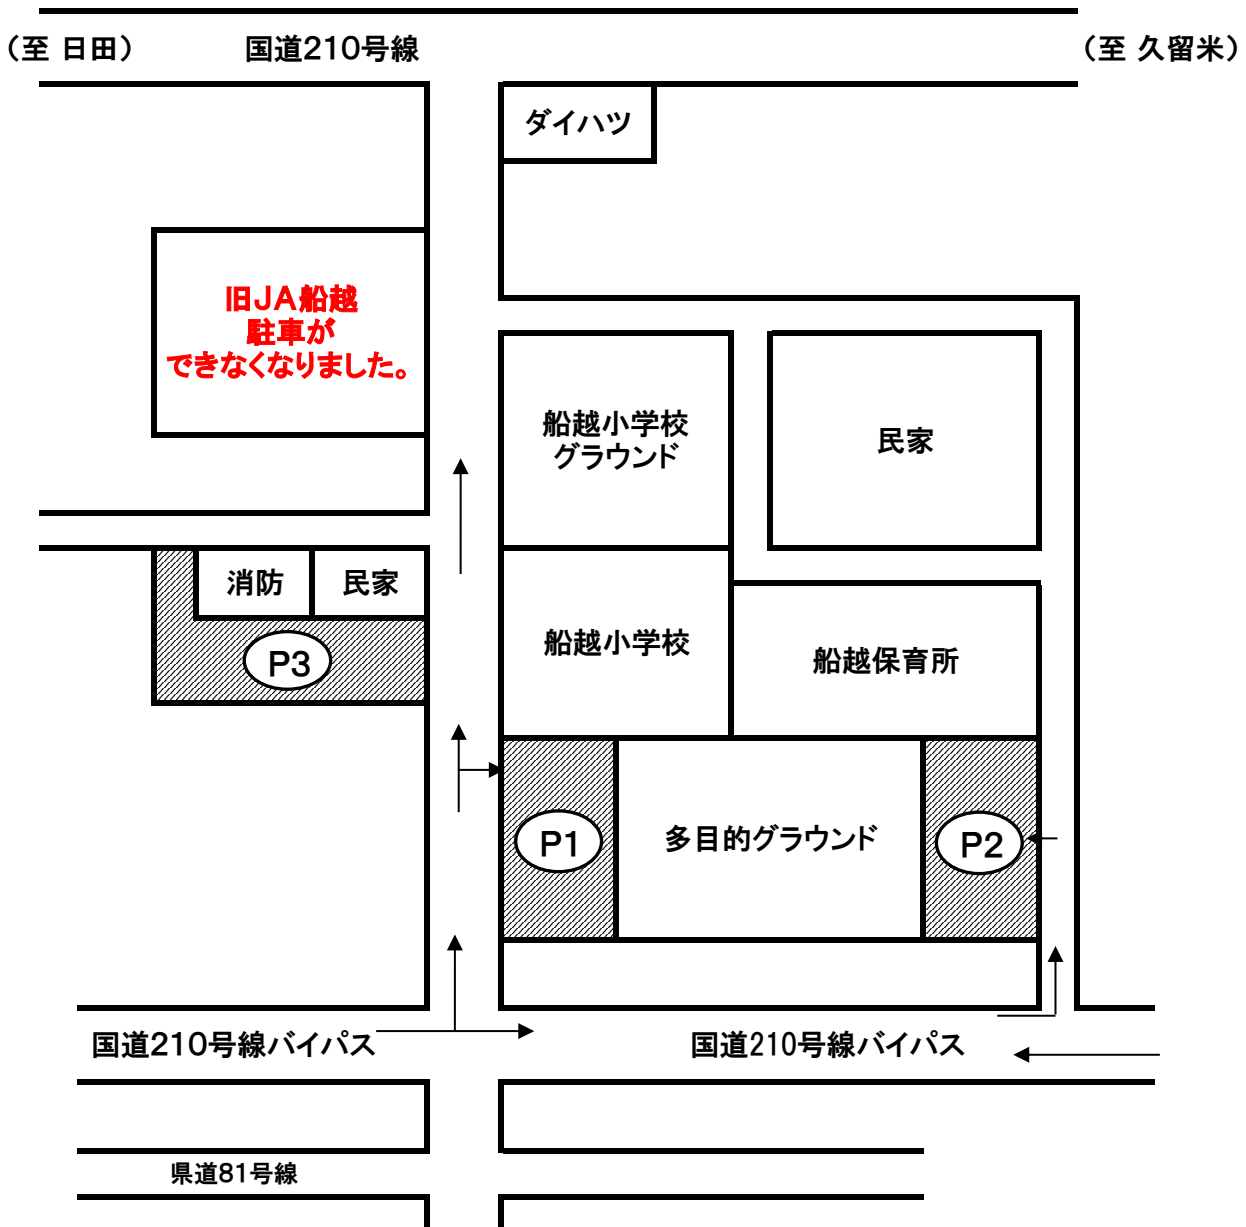 （至 日田）
国道210号線
（至 久留米）
ダイハツ
旧JA船越
駐車が
できなくなりました。
船越小学校
グラウンド
民家
消防
民家
P3
船越小学校
船越保育所
P1
多目的グラウンド
P2
国道210号線バイパス
国道210号線バイパス
県道81号線